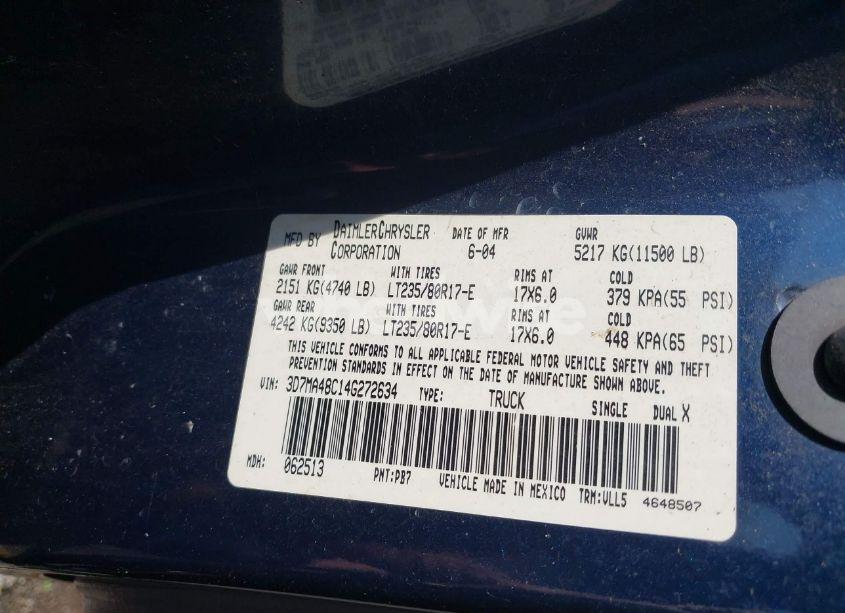 MFD BY DAIMLERCHRYSLER CORPORATION DATE OF MFR 6-04 GVWR 5217 KG(11500 LB)
GAWR FRONT WITH TIRES RIMS AT COLD
2151 KG(4740 LB) LT235/80R17-E 17X6.0 379 KPA(55 PSI)
GAWR REAR WITH TIRES RIMS AT COLD
4242 KG(9350 LB) LT235/80R17-E 17X6.0 448 KPA(65 PSI)
THIS VEHICLE CONFORMS TO ALL APPLICABLE FEDERAL MOTOR VEHICLE SAFETY AND THEFT
PREVENTION STANDARDS IN EFFECT ON THE DATE OF MANUFACTURE SHOWN ABOVE.
VIN: 3D7MA48C14G272634 TYPE: TRUCK SINGLE DUAL X
MDH: 062513 PNT:PB7 VEHICLE MADE IN MEXICO TRM:VLL5 4648507